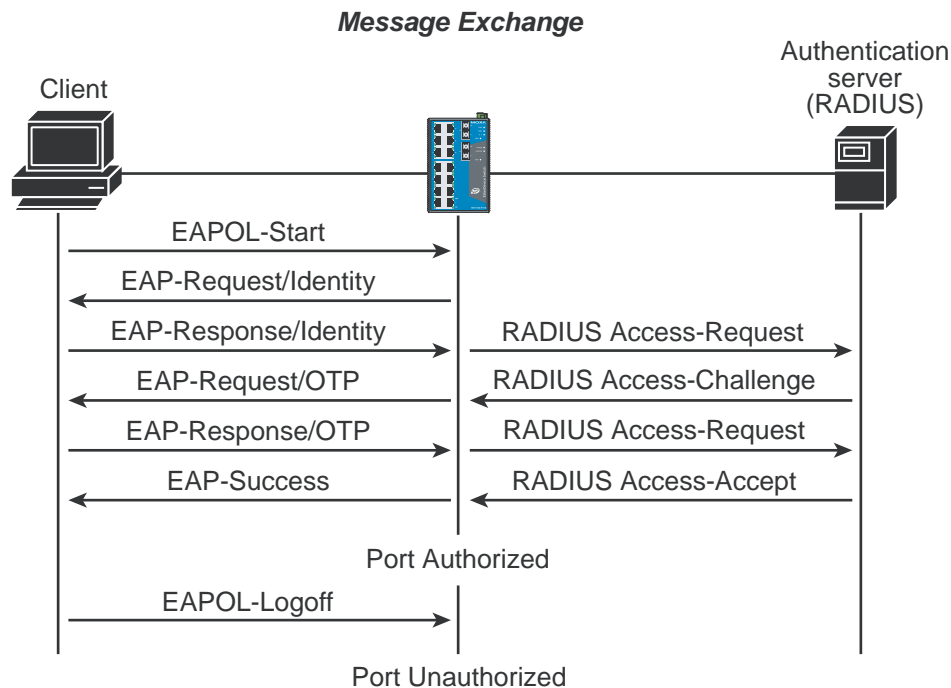 Message Exchange
Authentication
server
(RADIUS)
Client
EAPOL-Start
EAP-Request/Identity
EAP-Response/Identity
RADIUS Access-Request
EAP-Request/OTP
RADIUS Access-Challenge
EAP-Response/OTP
RADIUS Access-Request
EAP-Success
RADIUS Access-Accept
Port Authorized
EAPOL-Logoff
Port Unauthorized